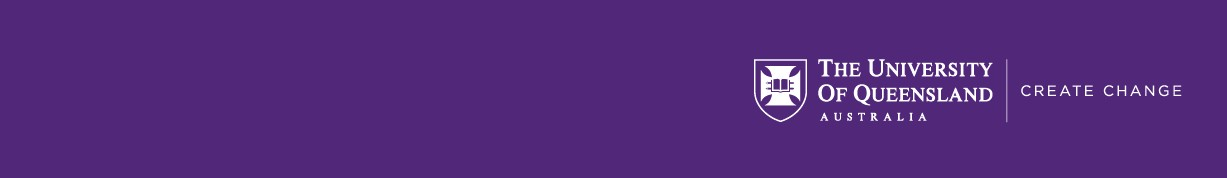 THE UNIVERSITY
OF QUEENSLAND
AUSTRALIA
CREATE CHANGE